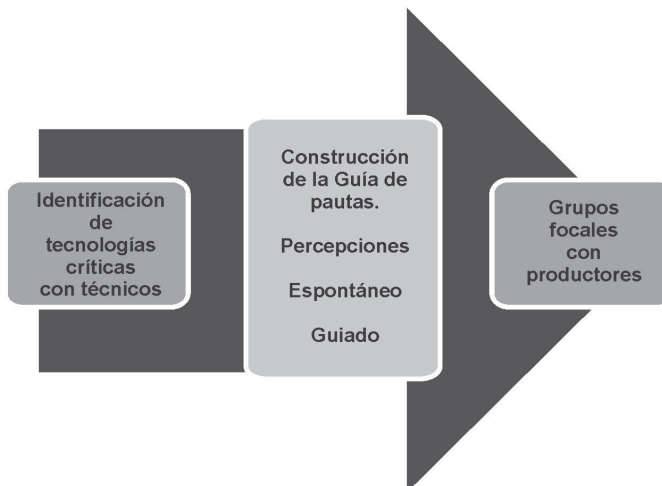 Identificación
de
tecnologías
críticas
con técnicos
Construcción
de la Guía de
pautas.
Percepciones
Espontáneo
Guiado
Grupos
focales
con
productores